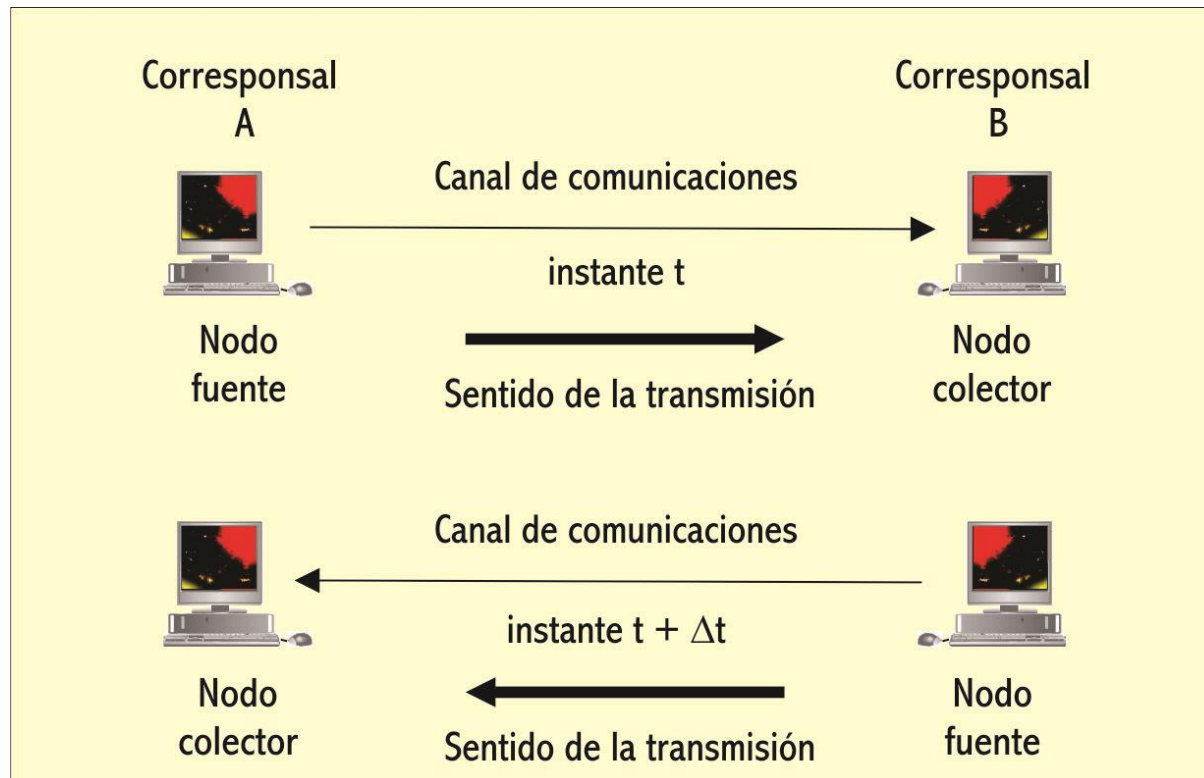 Corresponsal
A
Corresponsal
B
Canal de comunicaciones
instante t
Nodo
fuente
Sentido de la transmisión
Nodo
colector
Canal de comunicaciones
instante t + Δt
Nodo
colector
Sentido de la transmisión
Nodo
fuente